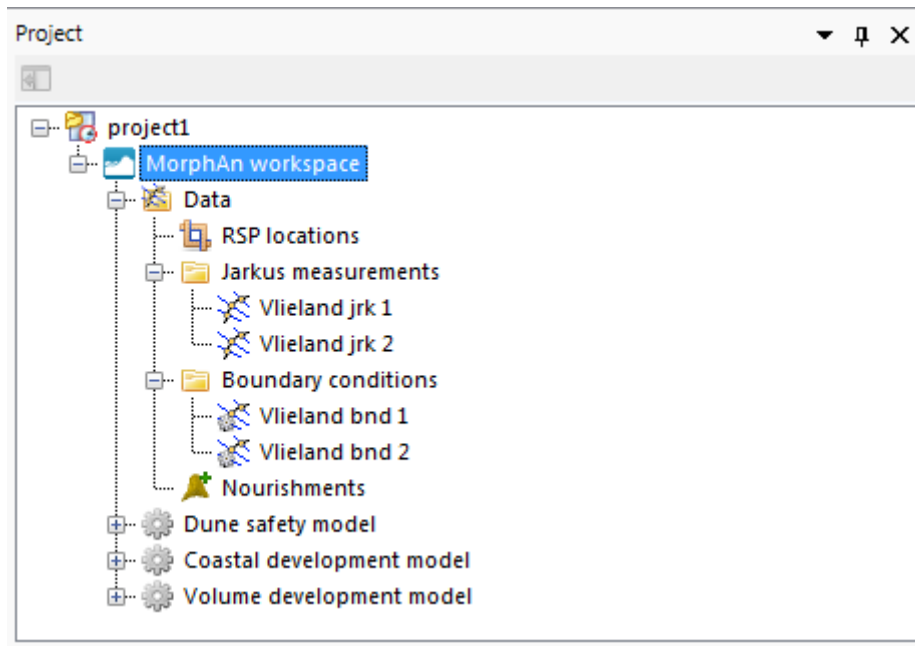 Project
project1
MorphAn workspace
Data
RSP locations
Jarkus measurements
Vlieland jrk 1
Vlieland jrk 2
Boundary conditions
Vlieland bnd 1
Vlieland bnd 2
Nourishments
Dune safety model
Coastal development model
Volume development model